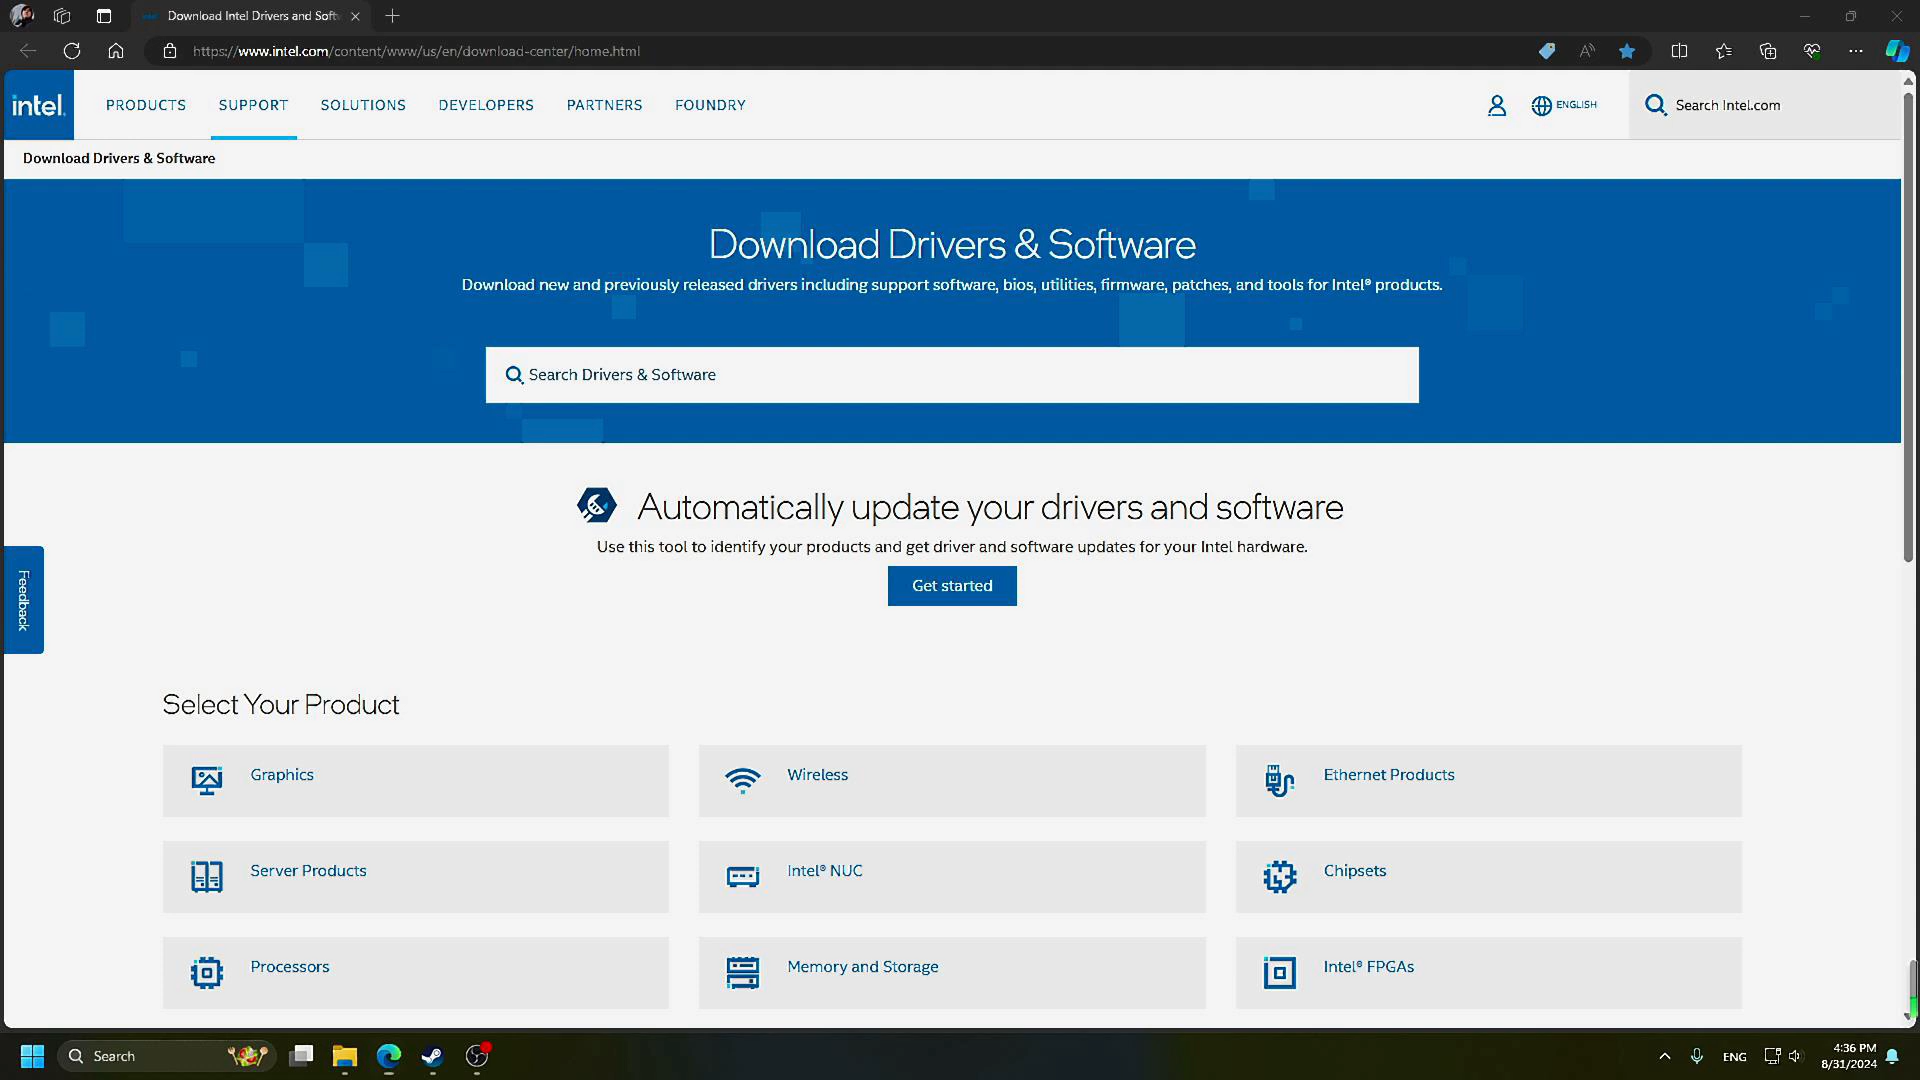 Download Intel Drivers and Softw
https://www.intel.com/content/www/us/en/download-center/home.html
intel.
PRODUCTS
SUPPORT
SOLUTIONS
DEVELOPERS
PARTNERS
FOUNDRY
ENGLISH
Search Intel.com
Download Drivers & Software
Download Drivers & Software
Download new and previously released drivers including support software, bios, utilities, firmware, patches, and tools for Intel® products.
Search Drivers & Software
Automatically update your drivers and software
Use this tool to identify your products and get driver and software updates for your Intel hardware.
Get started
Feedback
Select Your Product
Graphics
Wireless
Ethernet Products
Server Products
Intel® NUC
Chipsets
Processors
Memory and Storage
Intel® FPGAs
Search
ENG
4:36 PM
8/31/2024